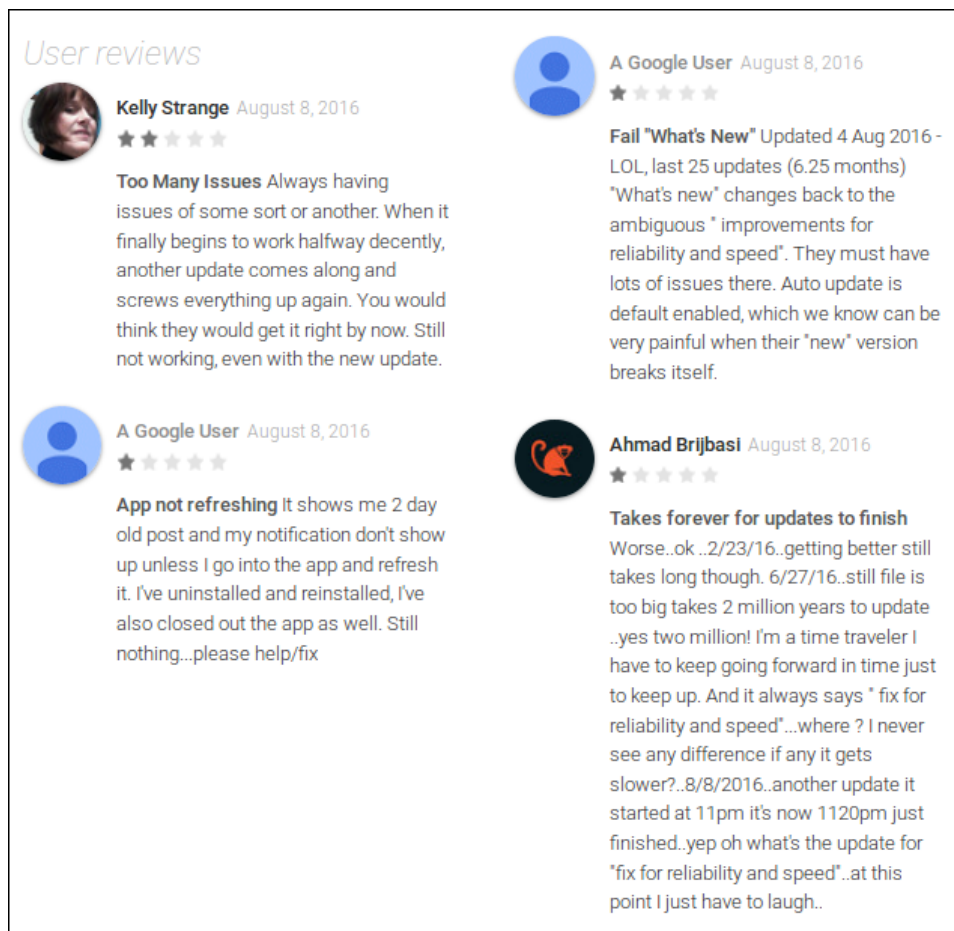 User reviews
Kelly Strange August 8, 2016
Too Many Issues Always having
issues of some sort or another. When it
finally begins to work halfway decently,
another update comes along and
screws everything up again. You would
think they would get it right by now. Still
not working, even with the new update.
A Google User August 8, 2016
App not refreshing It shows me 2 day
old post and my notification don't show
up unless I go into the app and refresh
it. I've uninstalled and reinstalled, I've
also closed out the app as well. Still
nothing...please help/fix
A Google User August 8, 2016
Fail "What's New" Updated 4 Aug 2016 -
LOL, last 25 updates (6.25 months)
"What's new" changes back to the
ambiguous " improvements for
reliability and speed". They must have
lots of issues there. Auto update is
default enabled, which we know can be
very painful when their "new" version
breaks itself.
Ahmad Brijbasi August 8, 2016
Takes forever for updates to finish
Worse..ok ..2/23/16..getting better still
takes long though. 6/27/16..still file is
too big takes 2 million years to update
..yes two million! I'm a time traveler I
have to keep going forward in time just
to keep up. And it always says " fix for
reliability and speed"...where ? I never
see any difference if any it gets
slower?..8/8/2016..another update it
started at 11pm it's now 1120pm just
finished..yep oh what's the update for
"fix for reliability and speed"..at this
point I just have to laugh..